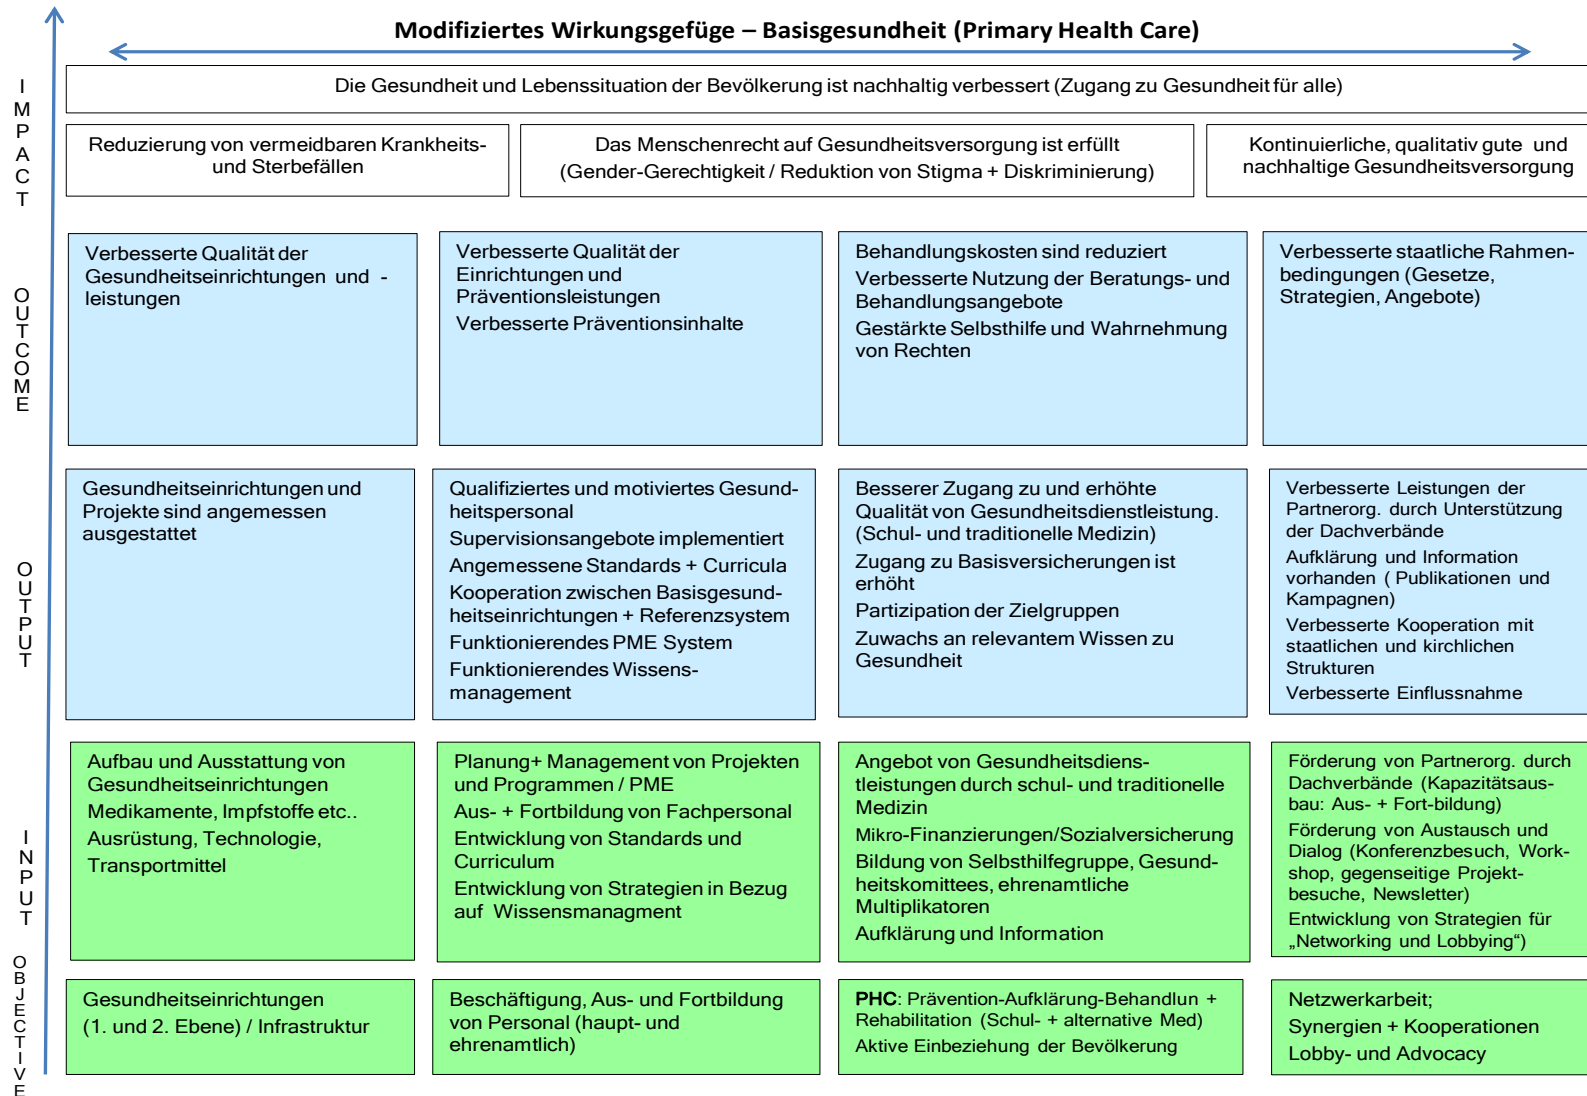 Modifiziertes Wirkungsgefüge – Basisgesundheit (Primary Health Care)
IMPACT
Die Gesundheit und Lebenssituation der Bevölkerung ist nachhaltig verbessert (Zugang zu Gesundheit für alle)
Reduzierung von vermeidbaren Krankheits-
und Sterbefällen
Das Menschenrecht auf Gesundheitsversorgung ist erfüllt
(Gender-Gerechtigkeit / Reduktion von Stigma + Diskriminierung)
Kontinuierliche, qualitativ gute und
nachhaltige Gesundheitsversorgung
OUTCOME
Verbesserte Qualität der
Gesundheitseinrichtungen und -
leistungen
Verbesserte Qualität der
Einrichtungen und
Präventionsleistungen
Verbesserte Präventionsinhalte
Behandlungskosten sind reduziert
Verbesserte Nutzung der Beratungs- und
Behandlungsangebote
Gestärkte Selbsthilfe und Wahrnehmung
von Rechten
Verbesserte staatliche Rahmen-
bedingungen (Gesetze,
Strategien, Angebote)
OUTPUT
Gesundheitseinrichtungen und
Projekte sind angemessen
ausgestattet
Qualifiziertes und motiviertes Gesund-
heitspersonal
Supervisionsangebote implementiert
Angemessene Standards + Curricula
Kooperation zwischen Basisgesund-
heitseinrichtungen + Referenzsystem
Funktionierendes PME System
Funktionierendes Wissens-
management
Besserer Zugang zu und erhöhte
Qualität von Gesundheitsdienstleistung.
(Schul- und traditionelle Medizin)
Zugang zu Basisversicherungen ist
erhöht
Partizipation der Zielgruppen
Zuwachs an relevantem Wissen zu
Gesundheit
Verbesserte Leistungen der
Partnerorg. durch Unterstützung
der Dachverbände
Aufklärung und Information
vorhanden ( Publikationen und
Kampagnen)
Verbesserte Kooperation mit
staatlichen und kirchlichen
Strukturen
Verbesserte Einflussnahme
INPUT
Aufbau und Ausstattung von
Gesundheitseinrichtungen
Medikamente, Impfstoffe etc..
Ausrüstung, Technologie,
Transportmittel
Planung+ Management von Projekten
und Programmen / PME
Aus- + Fortbildung von Fachpersonal
Entwicklung von Standards und
Curriculum
Entwicklung von Strategien in Bezug
auf Wissensmanagment
Angebot von Gesundheitsdiens-
tleistungen durch schul- und traditionelle
Medizin
Mikro-Finanzierungen/Sozialversicherung
Bildung von Selbsthilfegruppe, Gesund-
heitskomittees, ehrenamtliche
Multiplikatoren
Aufklärung und Information
Förderung von Partnerorg. durch
Dachverbände (Kapazitätsaus-
bau: Aus- + Fort-bildung)
Förderung von Austausch und
Dialog (Konferenzbesuch, Work-
shop, gegenseitige Projekt-
besuche, Newsletter)
Entwicklung von Strategien für
„Networking und Lobbying“)
OBJECTIVE
Gesundheitseinrichtungen
(1. und 2. Ebene) / Infrastruktur
Beschäftigung, Aus- und Fortbildung
von Personal (haupt- und
ehrenamtlich)
PHC: Prävention-Aufklärung-Behandlun +
Rehabilitation (Schul- + alternative Med)
Aktive Einbeziehung der Bevölkerung
Netzwerkarbeit;
Synergien + Kooperationen
Lobby- und Advocacy